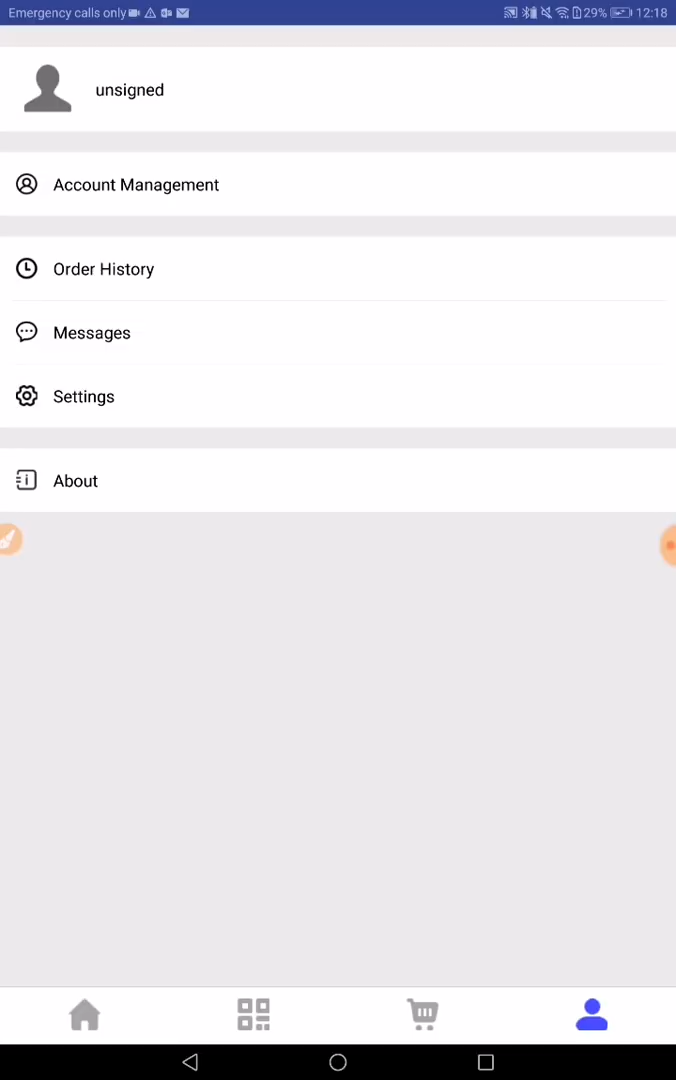 Emergency calls only 29% 12:18
unsigned
Account Management
Order History
Messages
Settings
About